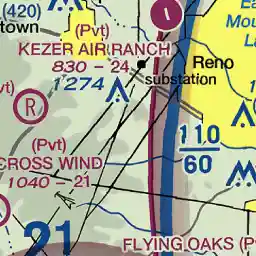 (420)
town
(Pvt)
KEZER AIR RANCH
830 - 24
Reno
substation
1274
R
(Pvt)
CROSS WIND
1040 - 21
110
60
21
FLYING OAKS (P